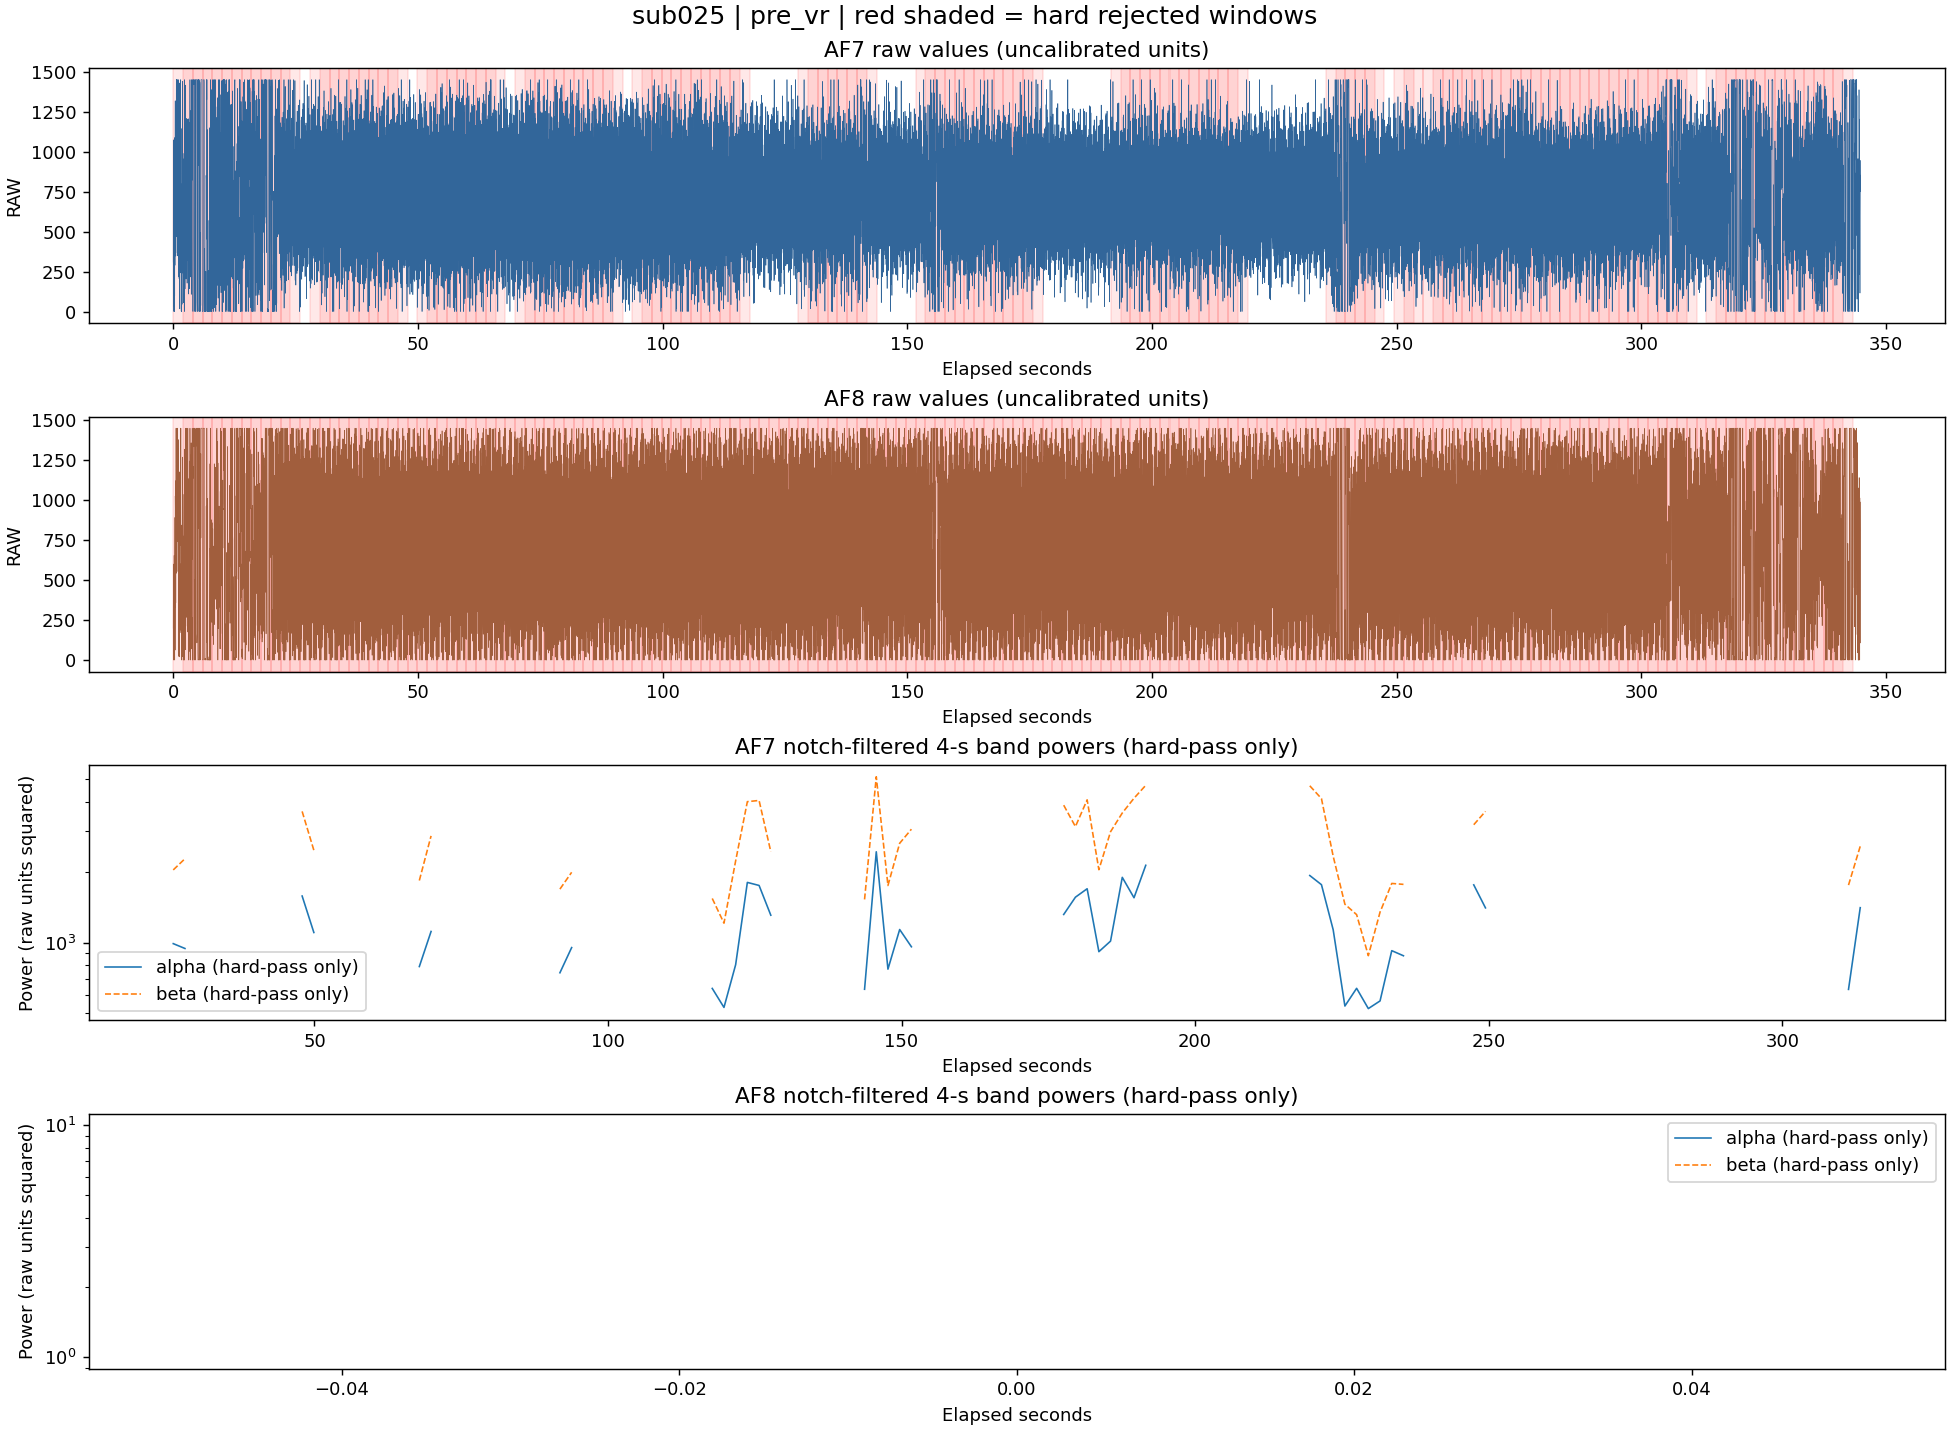 sub025 | pre_vr | red shaded = hard rejected windows
AF7 raw values (uncalibrated units)
1500
1250
1000
750
500
250
0
RAW
0 50 100 150 200 250 300 350
Elapsed seconds
AF8 raw values (uncalibrated units)
1500
1250
1000
750
500
250
0
RAW
0 50 100 150 200 250 300 350
Elapsed seconds
AF7 notch-filtered 4-s band powers (hard-pass only)
Power (raw units squared)
10³
alpha (hard-pass only)
beta (hard-pass only)
50 100 150 200 250 300
Elapsed seconds
AF8 notch-filtered 4-s band powers (hard-pass only)
Power (raw units squared)
10¹
10⁰
alpha (hard-pass only)
beta (hard-pass only)
−0.04 −0.02 0.00 0.02 0.04
Elapsed seconds